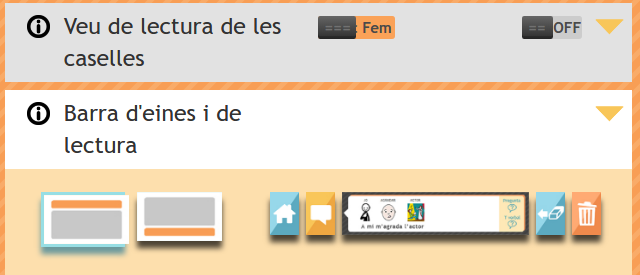 Veu de lectura de les
caselles
: Fem
OFF
Barra d'eines i de
lectura
A mi m'agrada l'actor